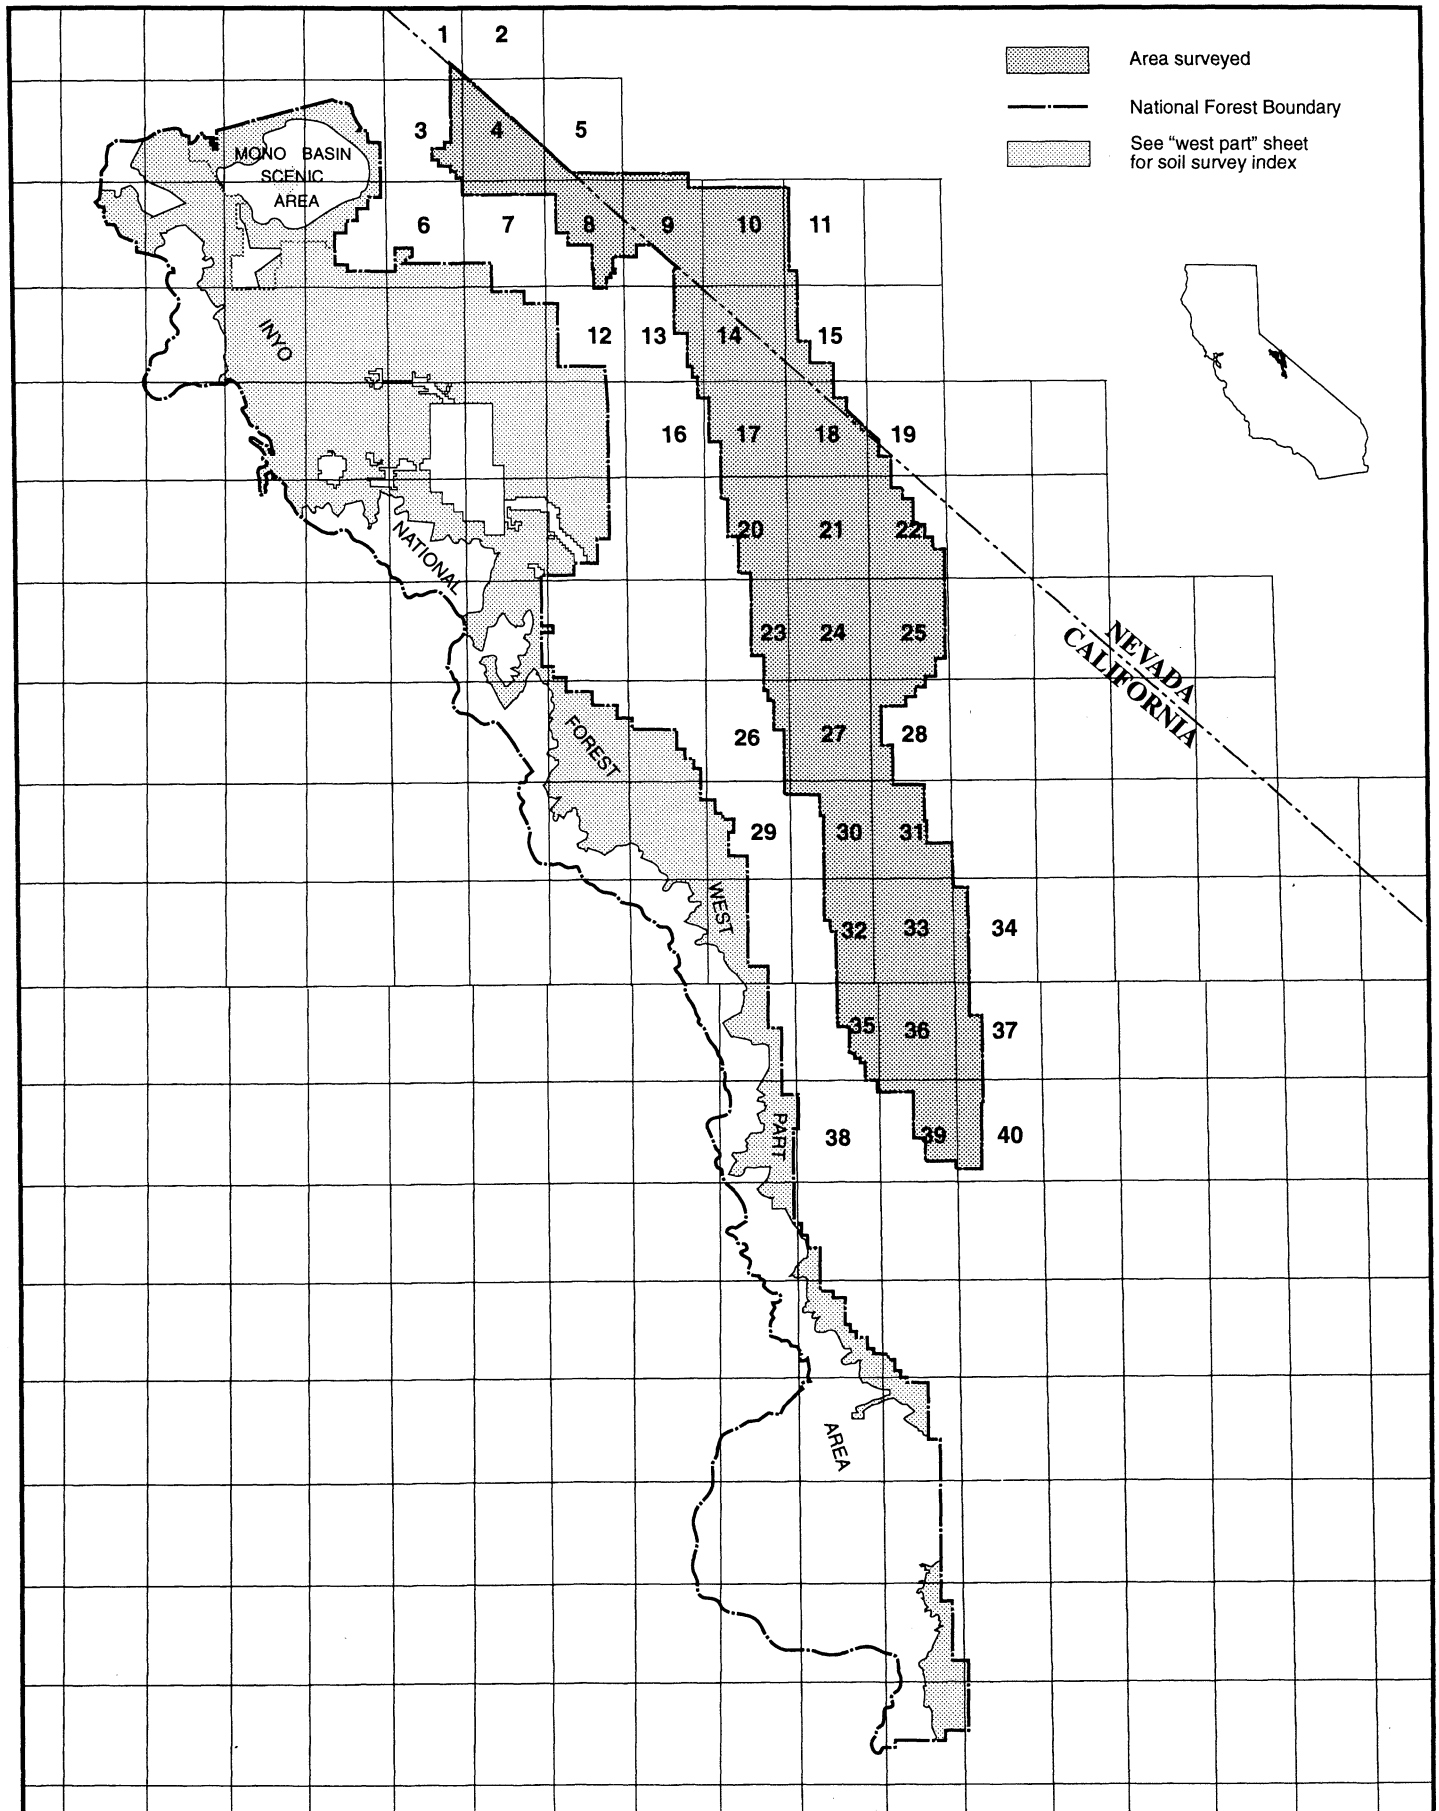 1 2
Area surveyed
National Forest Boundary
See “west part” sheet
for soil survey index
3 4 5
MONO BASIN
SCENIC
AREA
6 7 8 9 10 11
INYO
12 13 14 15
16 17 18 19
NATIONAL
20 21 22
23 24 25
NEVADA
CALIFORNIA
FOREST
26 27 28
29 30 31
WEST
32 33 34
35 36 37
PART
38 39 40
AREA